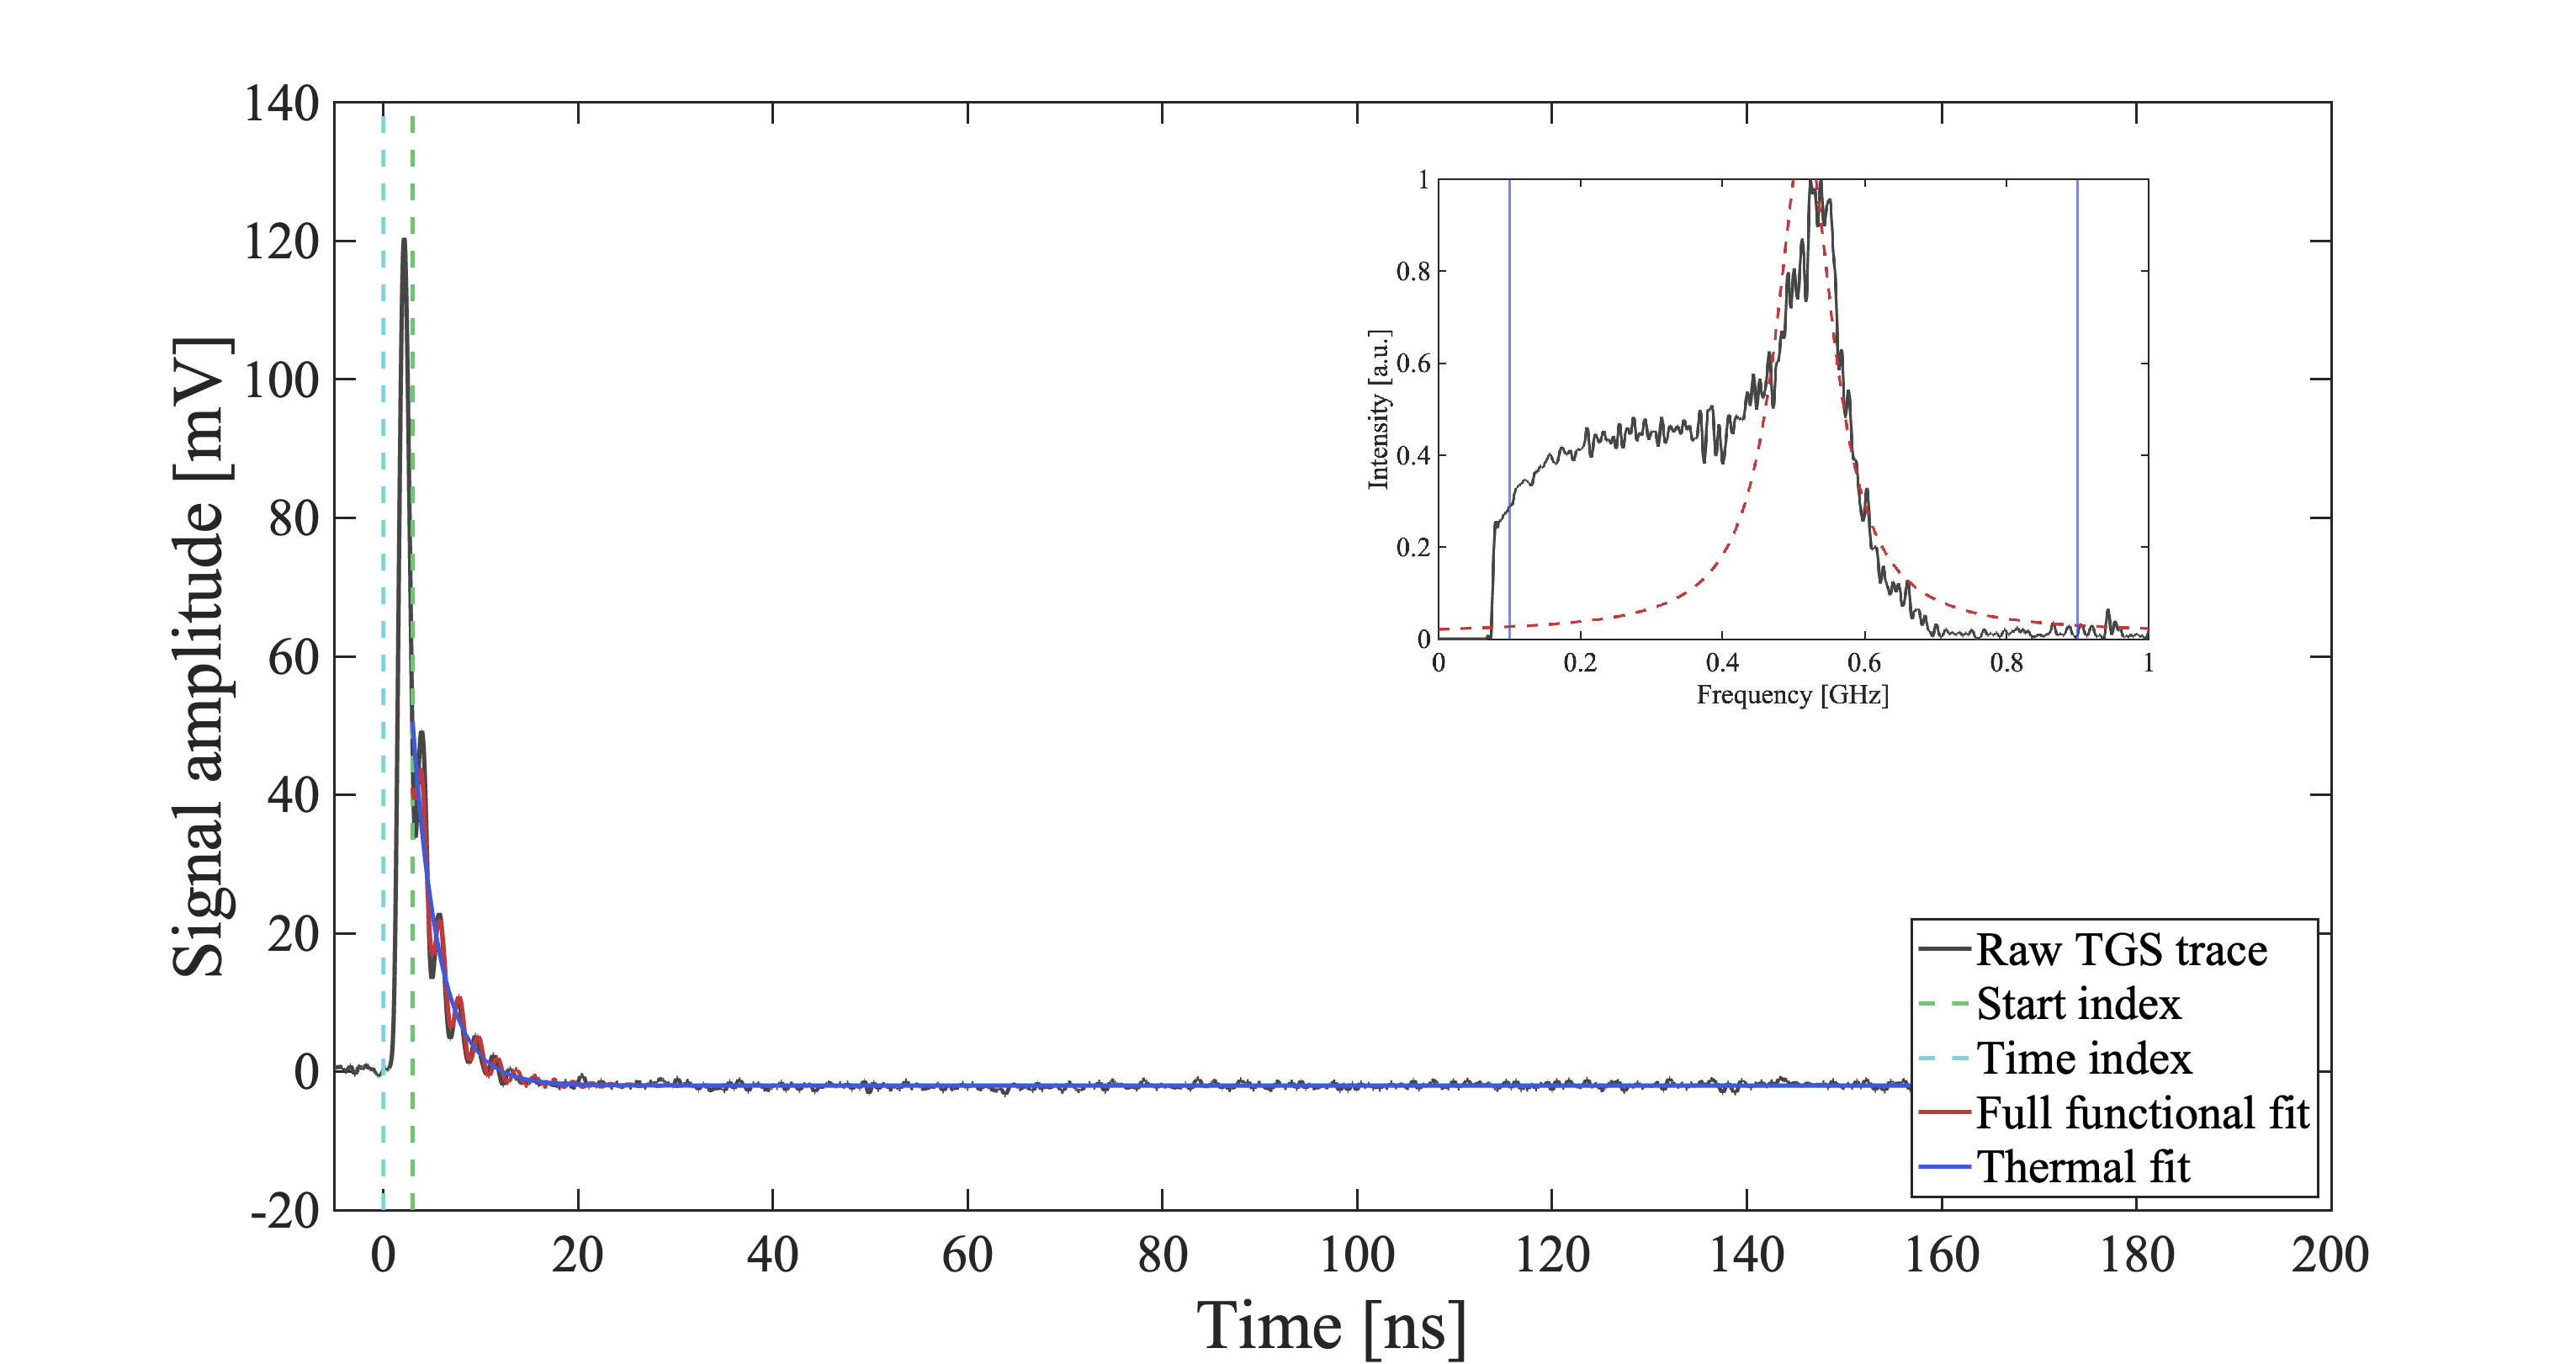 140
120
100
80
60
40
20
0
-20
Signal amplitude [mV]
0 20 40 60 80 100 120 140 160 180 200
Time [ns]
1
0.8
0.6
0.4
0.2
0
Intensity [a.u.]
0 0.2 0.4 0.6 0.8 1
Frequency [GHz]
Raw TGS trace
Start index
Time index
Full functional fit
Thermal fit